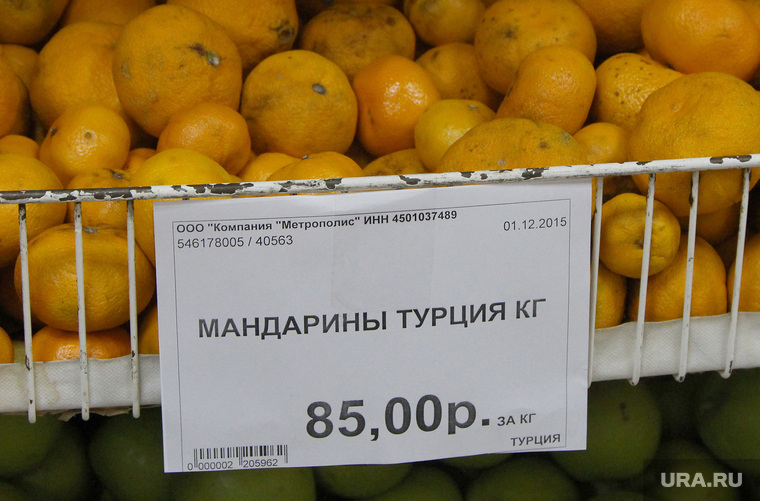 ООО "Компания "Метрополис" ИНН 4501037489
546178005 / 40563
01.12.2015
МАНДАРИНЫ ТУРЦИЯ КГ
85,00р. ЗА КГ
ТУРЦИЯ
0 000002 205962
URA.RU